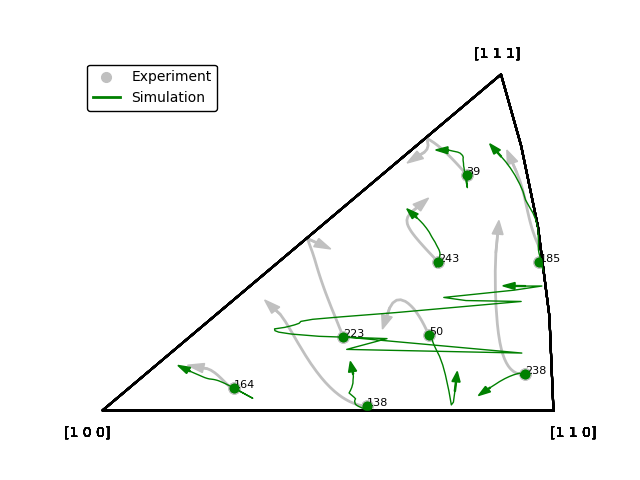 [1 1 1]
Experiment
Simulation
39
243
185
223
50
238
164
138
[1 0 0]
[1 1 0]